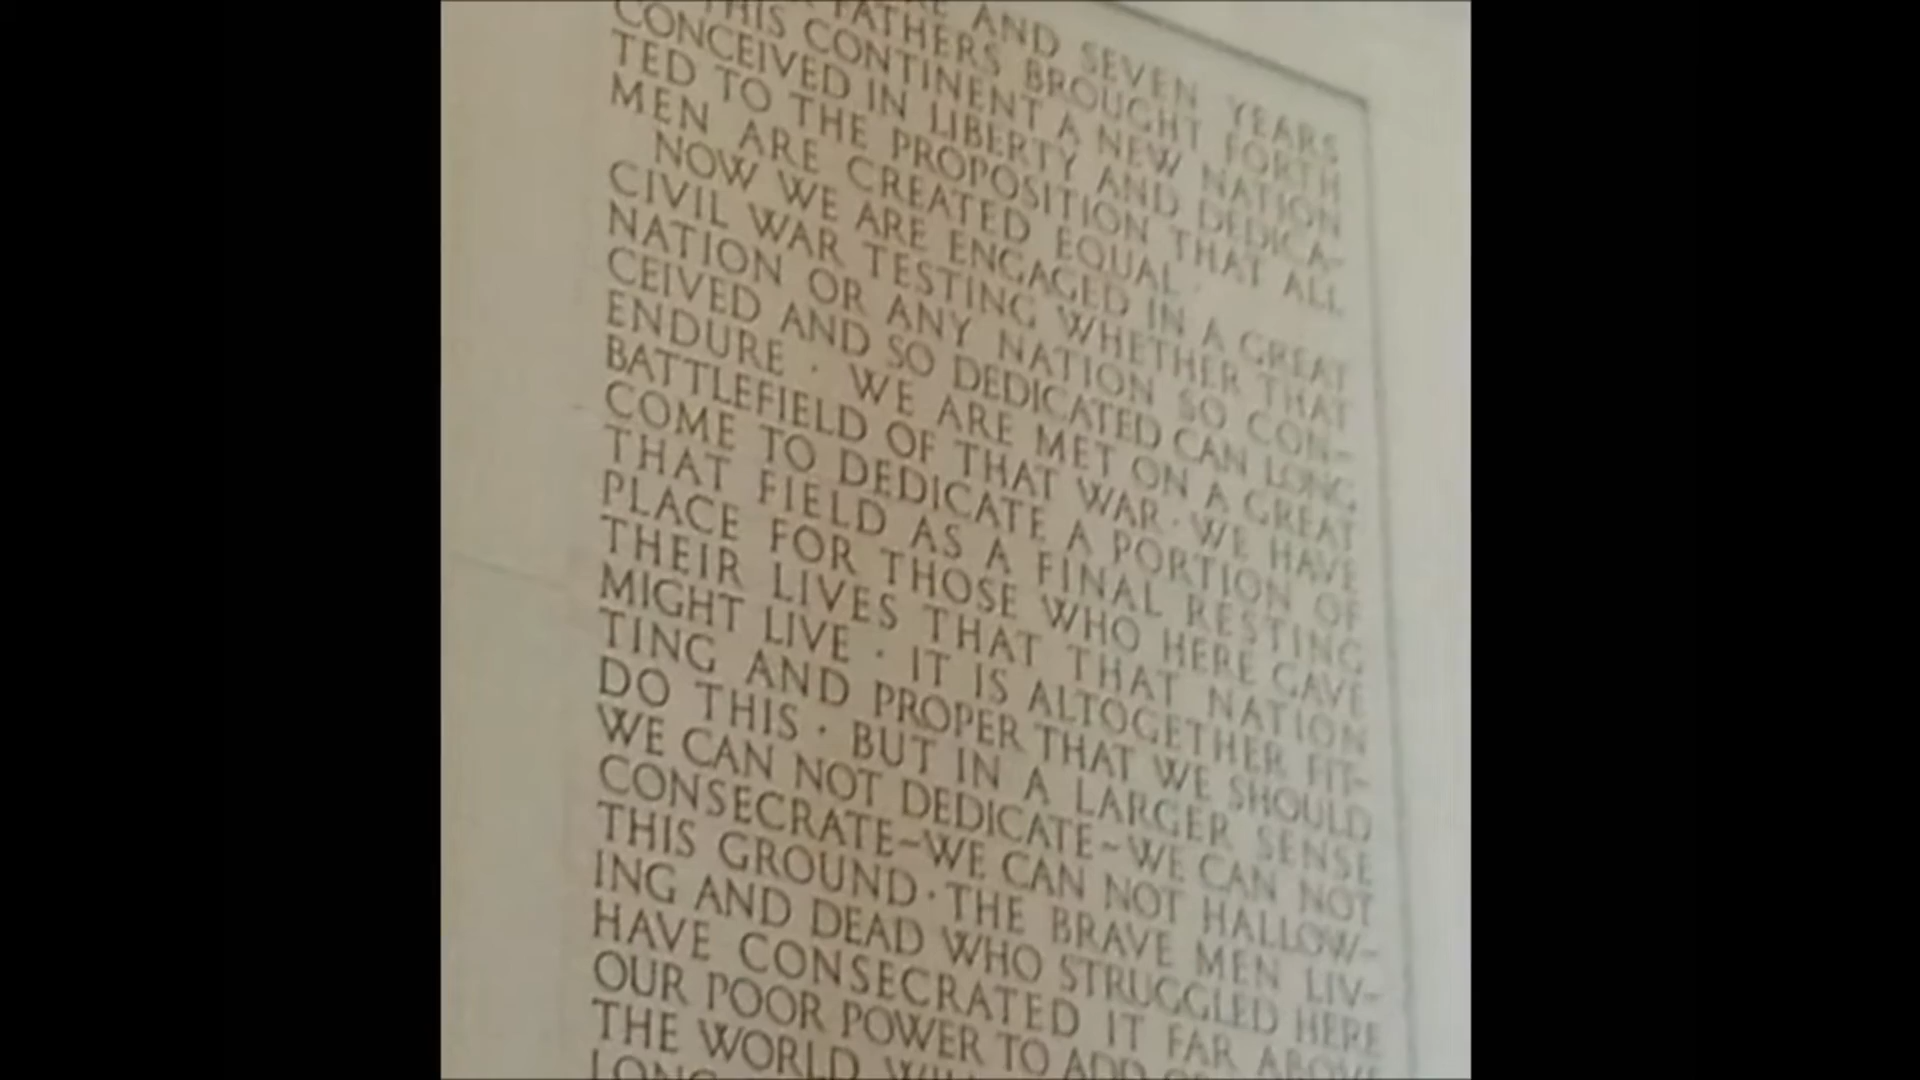 AND SEVEN YEARS
FATHERS BROUGHT FORTH
THIS CONTINENT A NEW NATION
CONCEIVED IN LIBERTY AND DEDICA-
TED TO THE PROPOSITION THAT ALL
MEN ARE CREATED EQUAL ·
NOW WE ARE ENGAGED IN A GREAT
CIVIL WAR TESTING WHETHER THAT
NATION OR ANY NATION SO CON-
CEIVED AND SO DEDICATED CAN LONG
ENDURE · WE ARE MET ON A GREAT
BATTLEFIELD OF THAT WAR · WE HAVE
COME TO DEDICATE A PORTION OF
THAT FIELD AS A FINAL RESTING
PLACE FOR THOSE WHO HERE GAVE
THEIR LIVES THAT THAT NATION
MIGHT LIVE · IT IS ALTOGETHER FIT-
TING AND PROPER THAT WE SHOULD
DO THIS · BUT IN A LARGER SENSE
WE CAN NOT DEDICATE~WE CAN NOT
CONSECRATE~WE CAN NOT HALLOW~
THIS GROUND · THE BRAVE MEN LIV-
ING AND DEAD WHO STRUGGLED HERE
HAVE CONSECRATED IT FAR ABOVE
OUR POOR POWER TO ADD
THE WORLD
LONG